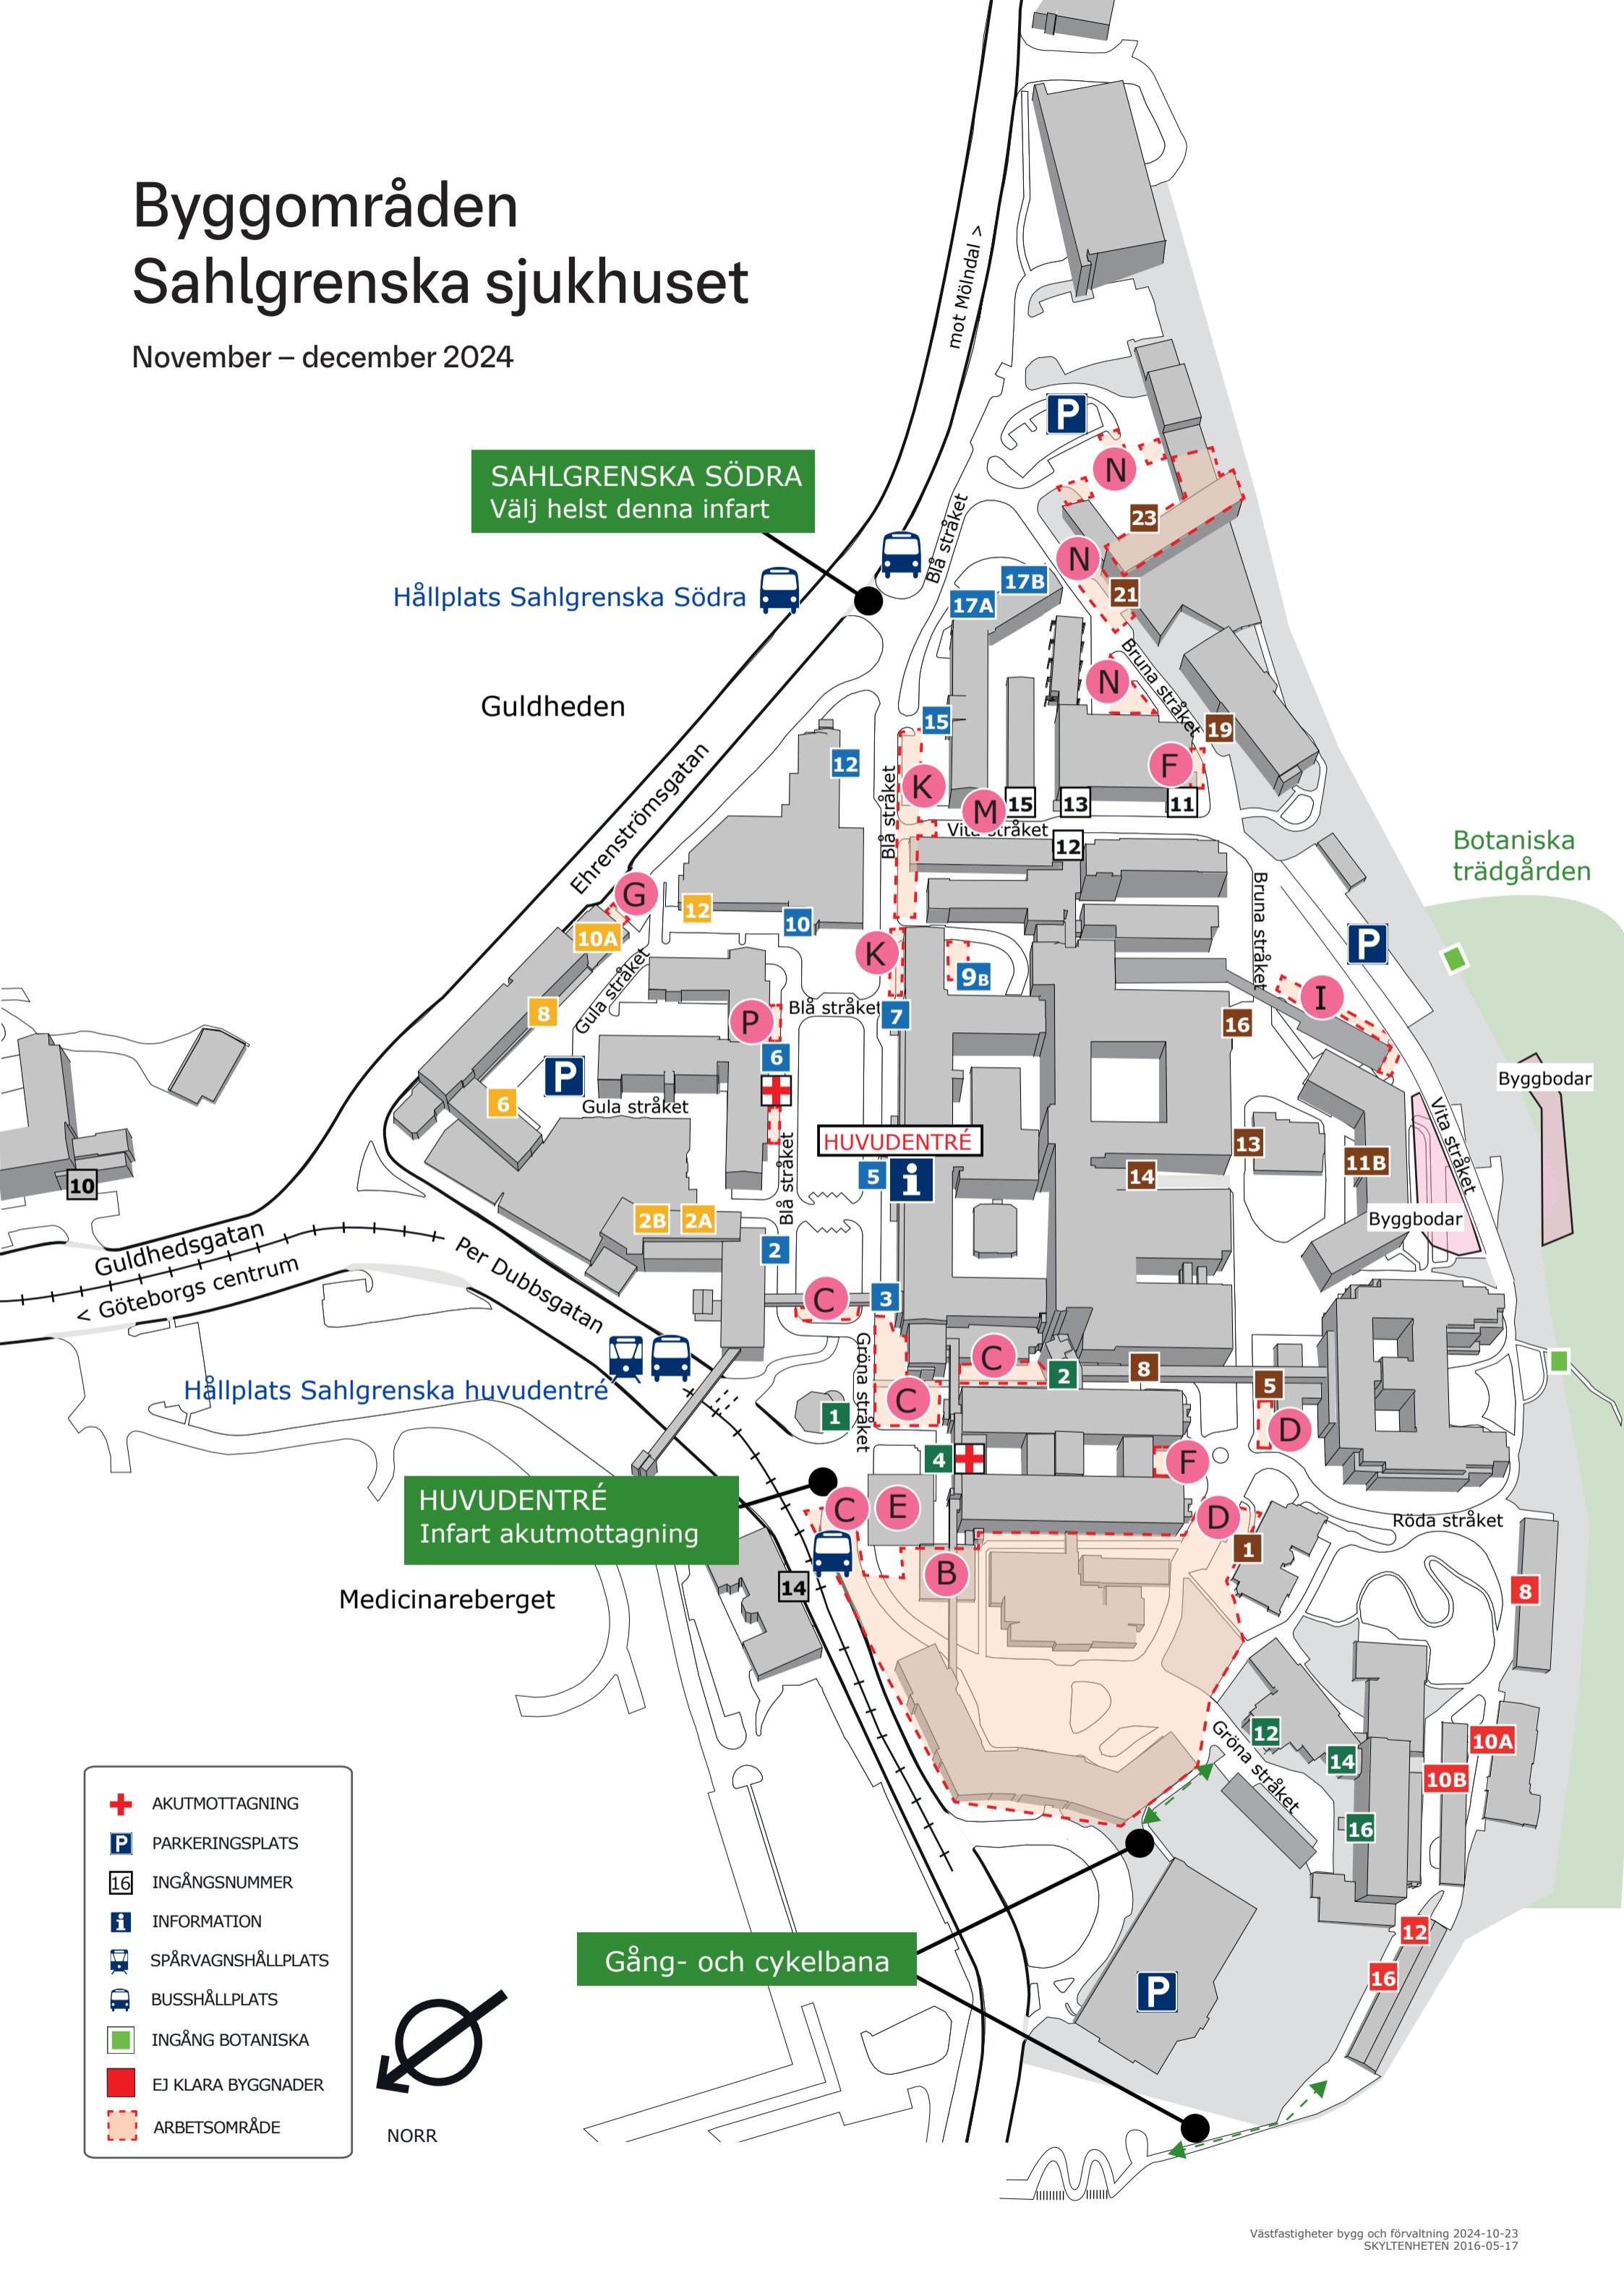 Byggområden
Sahlgrenska sjukhuset
November – december 2024
mot Mölndal >
P
N
SAHLGRENSKA SÖDRA
Välj helst denna infart
23
Blå stråket
N
Hållplats Sahlgrenska Södra
17B
17A
21
Bruna stråket
N
Guldheden
15
19
12
F
Ehrenströmsgatan
Blå stråket
K
M
15
13
11
Vita stråket
12
Botaniska
trädgården
G
12
10
10A
Bruna stråket
P
K
9B
Gula stråket
8
I
P
Blå stråket
7
16
6
P
Byggbodar
6
Gula stråket
Vita stråket
HUVUDENTRÉ
13
11B
14
5
i
10
Blå stråket
2B
2A
Byggbodar
2
Guldhedsgatan
Per Dubbsgatan
< Göteborgs centrum
C
3
Gröna stråket
C
2
8
5
Hållplats Sahlgrenska huvudentré
C
1
D
4
F
HUVUDENTRÉ
Infart akutmottagning
C
E
D
Röda stråket
1
B
14
Medicinareberget
8
12
10A
14
Gröna stråket
10B
16
AKUTMOTTAGNING
P
PARKERINGSPLATS
16
INGÅNGSNUMMER
i
INFORMATION
SPÅRVAGNSHÅLLPLATS
BUSSHÅLLPLATS
INGÅNG BOTANISKA
EJ KLARA BYGGNADER
ARBETSOMRÅDE
NORR
12
Gång- och cykelbana
16
P
Västfastigheter bygg och förvaltning 2024-10-23
SKYLTENHETEN 2016-05-17